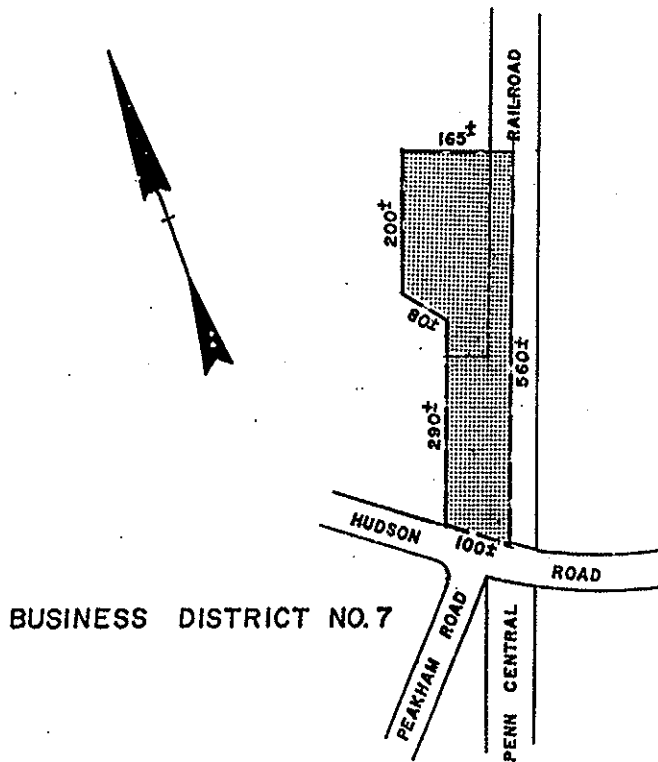 RAILROAD
165±
200±
80±
560±
290±
HUDSON
100±
ROAD
BUSINESS DISTRICT NO. 7
PEAKHAM ROAD
PENN CENTRAL